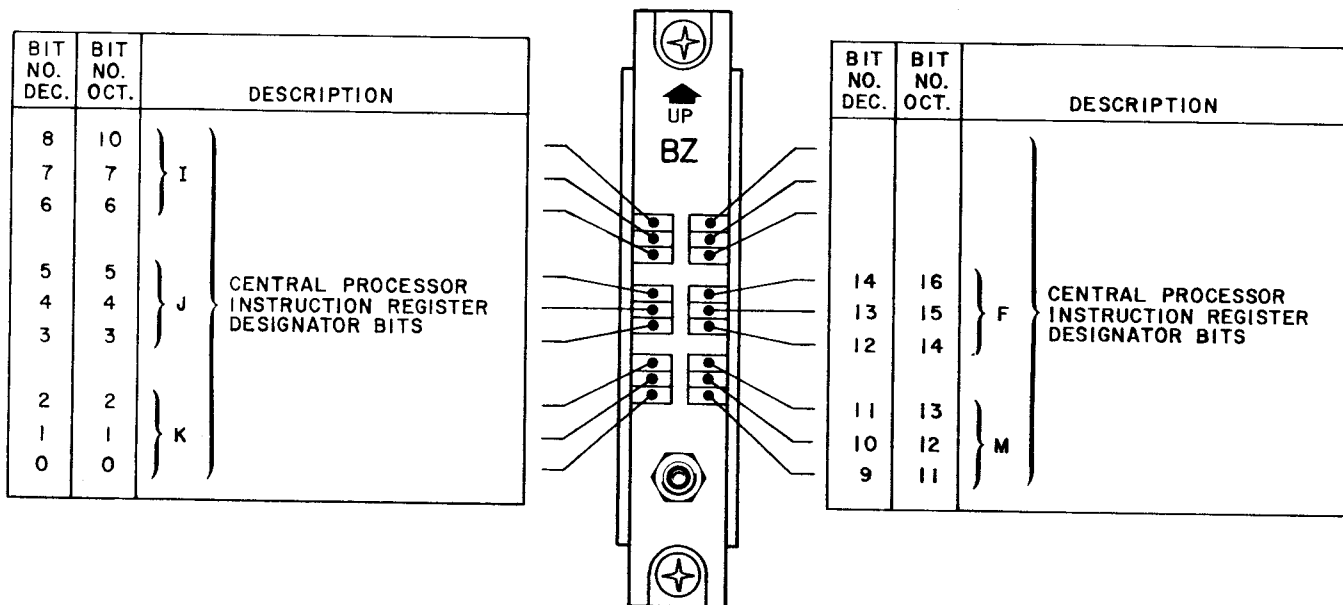 BIT NO. DEC. BIT NO. OCT. DESCRIPTION
8 10
7 7 I
6 6
5 5
4 4 J
3 3
CENTRAL PROCESSOR
INSTRUCTION REGISTER
DESIGNATOR BITS
2 2
1 1 K
0 0
UP
BZ
BIT NO. DEC. BIT NO. OCT. DESCRIPTION
14 16
13 15 F
12 14
CENTRAL PROCESSOR
INSTRUCTION REGISTER
DESIGNATOR BITS
11 13
10 12 M
9 11